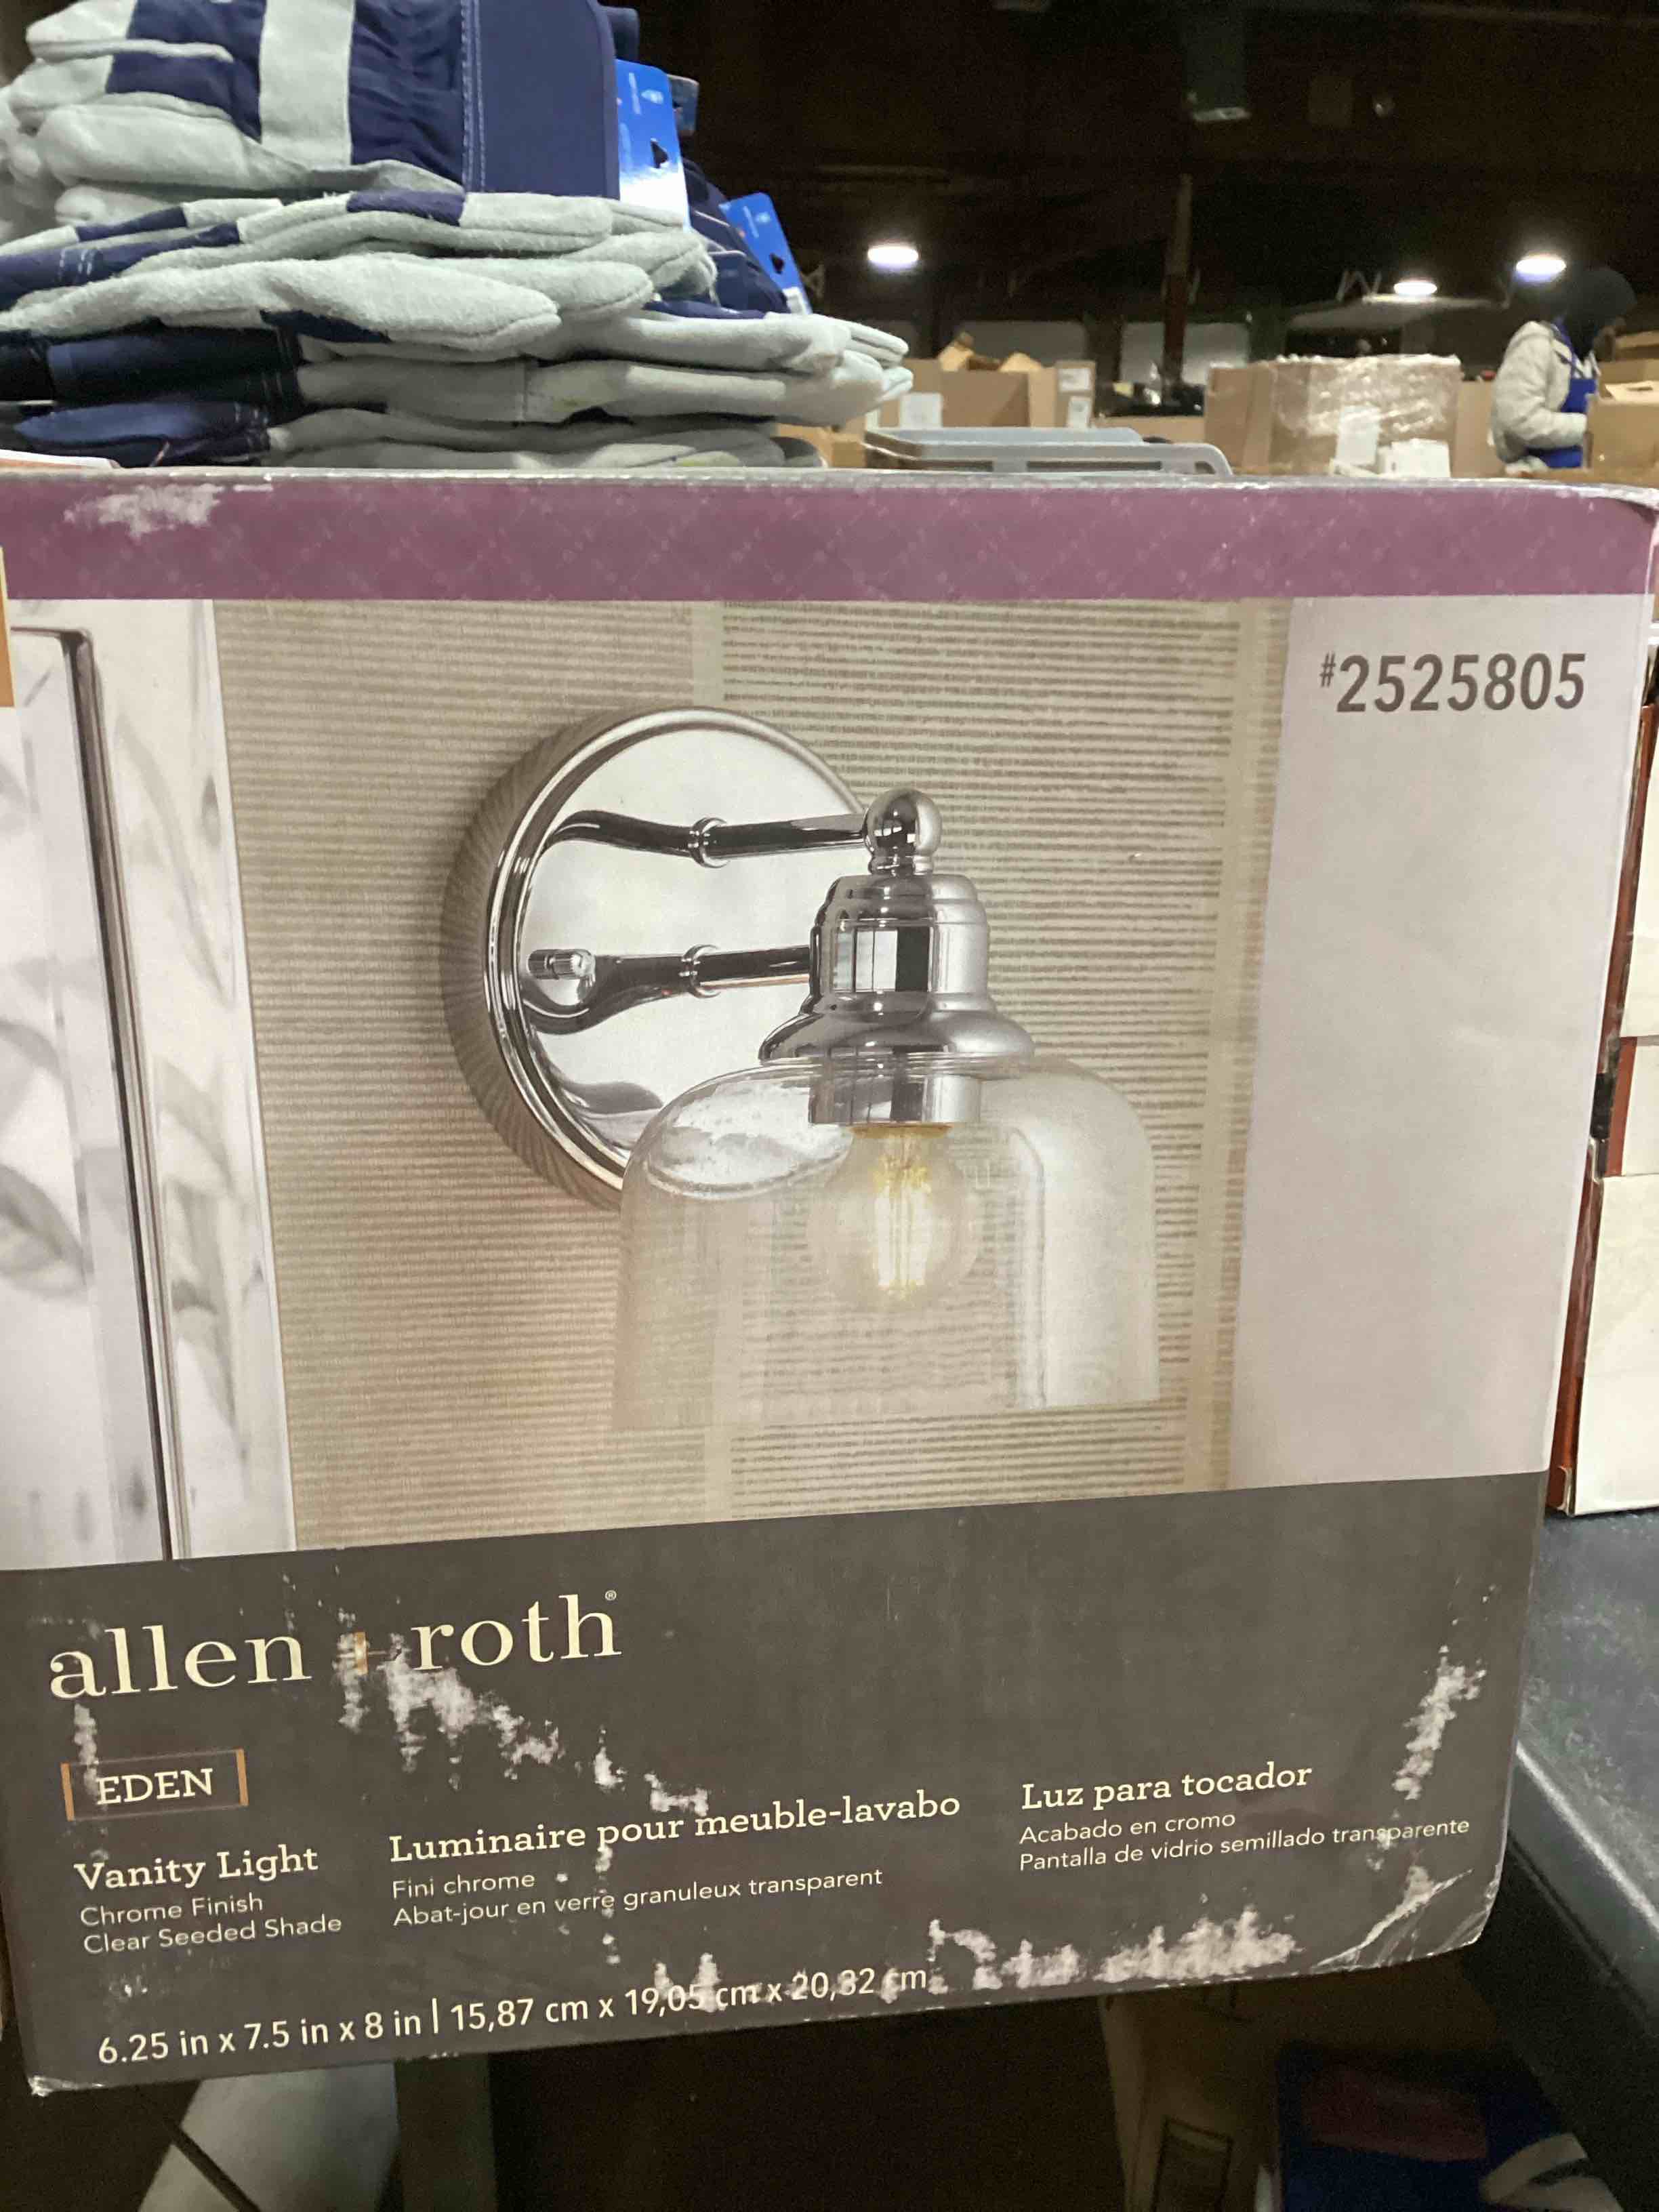 #2525805
allen + roth®
EDEN
Vanity Light
Chrome Finish
Clear Seeded Shade
Luminaire pour meuble-lavabo
Fini chrome
Abat-jour en verre granuleux transparent
Luz para tocador
Acabado en cromo
Pantalla de vidrio semillado transparente
6.25 in x 7.5 in x 8 in | 15,87 cm x 19,05 cm x 20,32 cm